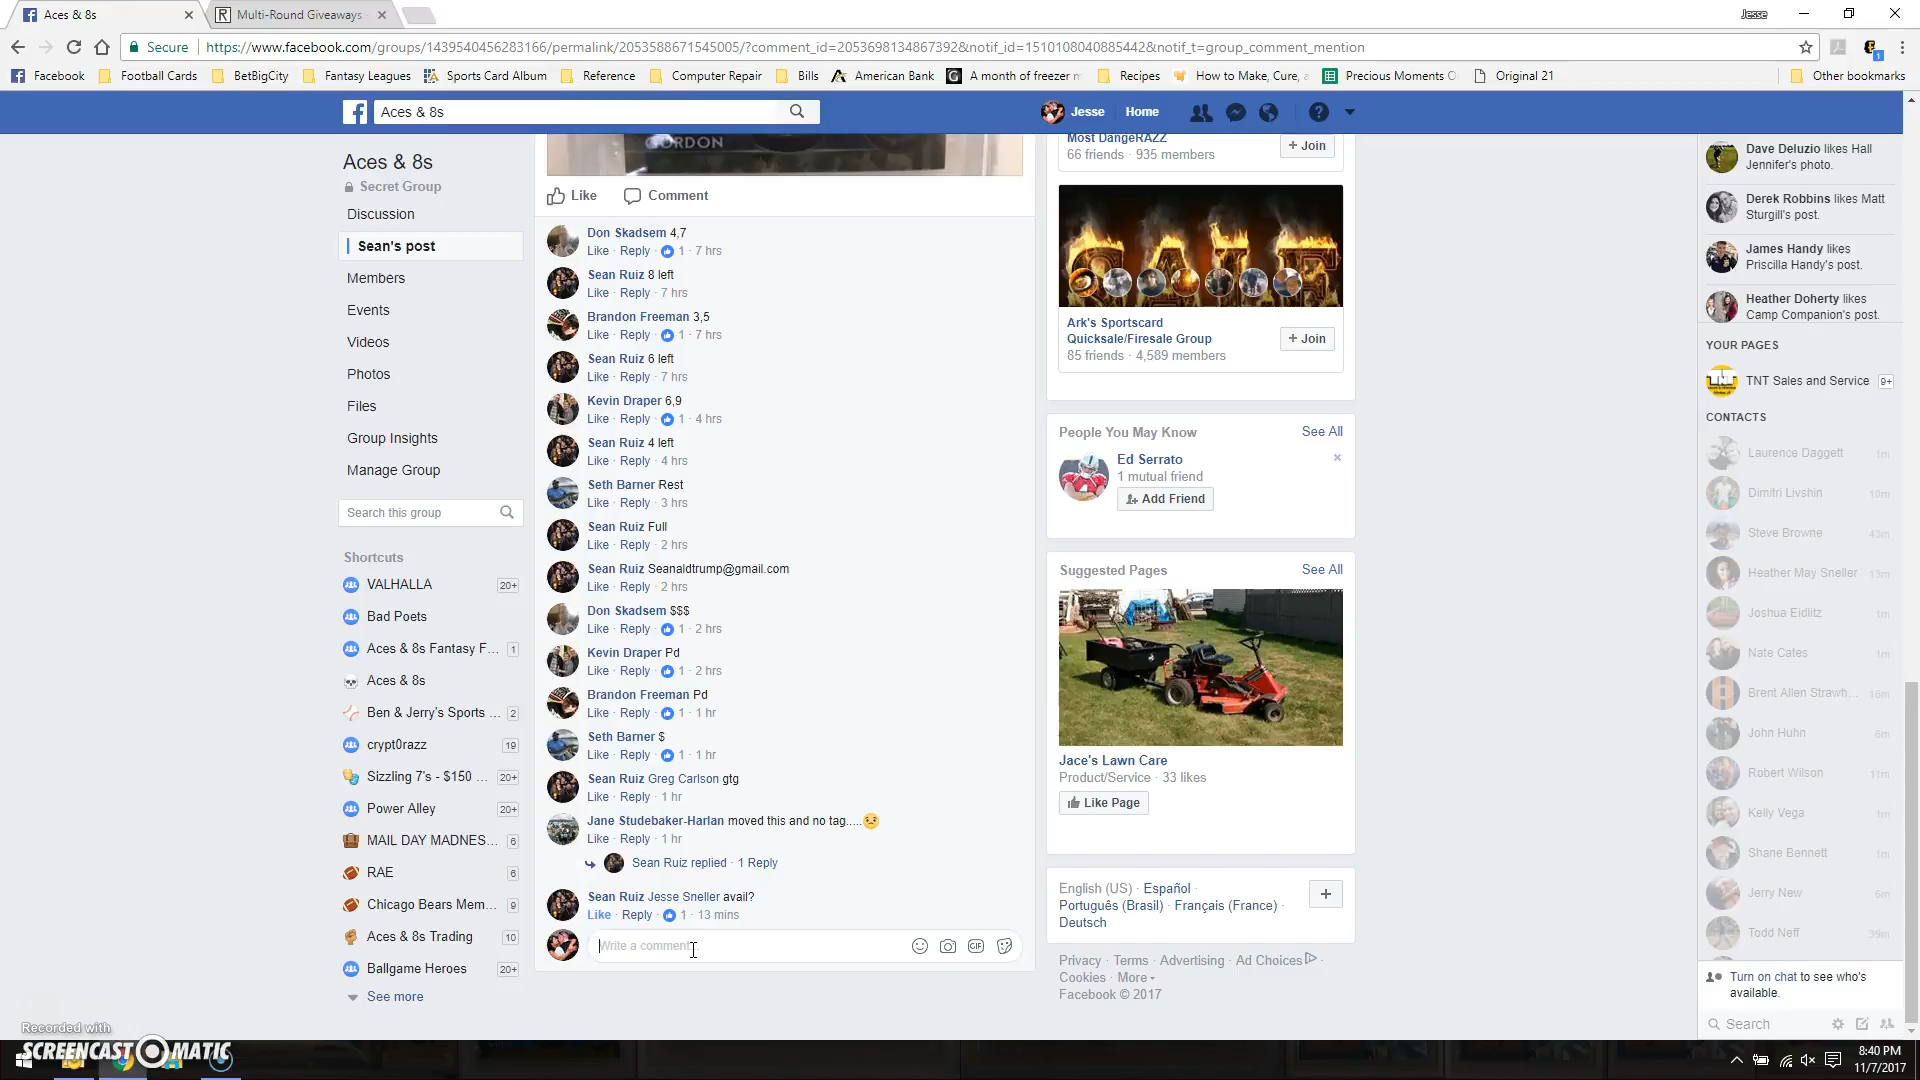 Aces & 8s
Multi-Round Giveaways
Jesse
Secure
https://www.facebook.com/groups/1439540456283166/permalink/2053588671545005/?comment_id=2053698134867392&notif_id=1510108040885442&notif_t=group_comment_mention
Facebook
Football Cards
BetBigCity
Fantasy Leagues
Sports Card Album
Reference
Computer Repair
Bills
American Bank
A month of freezer m
Recipes
How to Make, Cure, a
Precious Moments O
Original 21
Other bookmarks
Aces & 8s
Jesse
Home
Aces & 8s
Secret Group
Discussion
Sean's post
Members
Events
Videos
Photos
Files
Group Insights
Manage Group
Search this group
Shortcuts
VALHALLA 20+
Bad Poets
Aces & 8s Fantasy F... 1
Aces & 8s
Ben & Jerry's Sports ... 2
crypt0razz 19
Sizzling 7's - $150 ... 20+
Power Alley 20+
MAIL DAY MADNES... 6
RAE 6
Chicago Bears Mem... 9
Aces & 8s Trading 10
Ballgame Heroes 20+
See more
GORDON
Like Comment
Don Skadsem 4,7
Like · Reply · 1 · 7 hrs
Sean Ruiz 8 left
Like · Reply · 7 hrs
Brandon Freeman 3,5
Like · Reply · 1 · 7 hrs
Sean Ruiz 6 left
Like · Reply · 7 hrs
Kevin Draper 6,9
Like · Reply · 1 · 4 hrs
Sean Ruiz 4 left
Like · Reply · 4 hrs
Seth Barner Rest
Like · Reply · 3 hrs
Sean Ruiz Full
Like · Reply · 2 hrs
Sean Ruiz Seanaldtrump@gmail.com
Like · Reply · 2 hrs
Don Skadsem $$$
Like · Reply · 1 · 2 hrs
Kevin Draper Pd
Like · Reply · 1 · 2 hrs
Brandon Freeman Pd
Like · Reply · 1 · 1 hr
Seth Barner $
Like · Reply · 1 · 1 hr
Sean Ruiz Greg Carlson gtg
Like · Reply · 1 hr
Jane Studebaker-Harlan moved this and no tag.....😟
Like · Reply · 1 hr
Sean Ruiz replied · 1 Reply
Sean Ruiz Jesse Sneller avail?
Like · Reply · 1 · 13 mins
Write a comment...
GIF
Most DangeRAZZ
66 friends · 935 members
+ Join
Ark's Sportscard
Quicksale/Firesale Group
85 friends · 4,589 members
+ Join
People You May Know See All
Ed Serrato
1 mutual friend
Add Friend
Suggested Pages See All
Jace's Lawn Care
Product/Service · 33 likes
Like Page
English (US) · Español ·
Português (Brasil) · Français (France) ·
Deutsch
Privacy · Terms · Advertising · Ad Choices ·
Cookies · More
Facebook © 2017
Dave Deluzio likes Hall
Jennifer's photo.
Derek Robbins likes Matt
Sturgill's post.
James Handy likes
Priscilla Handy's post.
Heather Doherty likes
Camp Companion's post.
YOUR PAGES
TNT Sales and Service 9+
CONTACTS
Laurence Daggett 1m
Dimitri Livshin 10m
Steve Browne 43m
Heather May Sneller 13m
Joshua Eidlitz 1m
Nate Cates 1m
Brent Allen Strawh... 16m
John Huhn 6m
Robert Wilson 11m
Kelly Vega 1m
Shane Bennett 1m
Jerry New 6m
Todd Neff 39m
Turn on chat to see who's
available.
Search
Recorded with
SCREENCAST MATIC
8:40 PM
11/7/2017